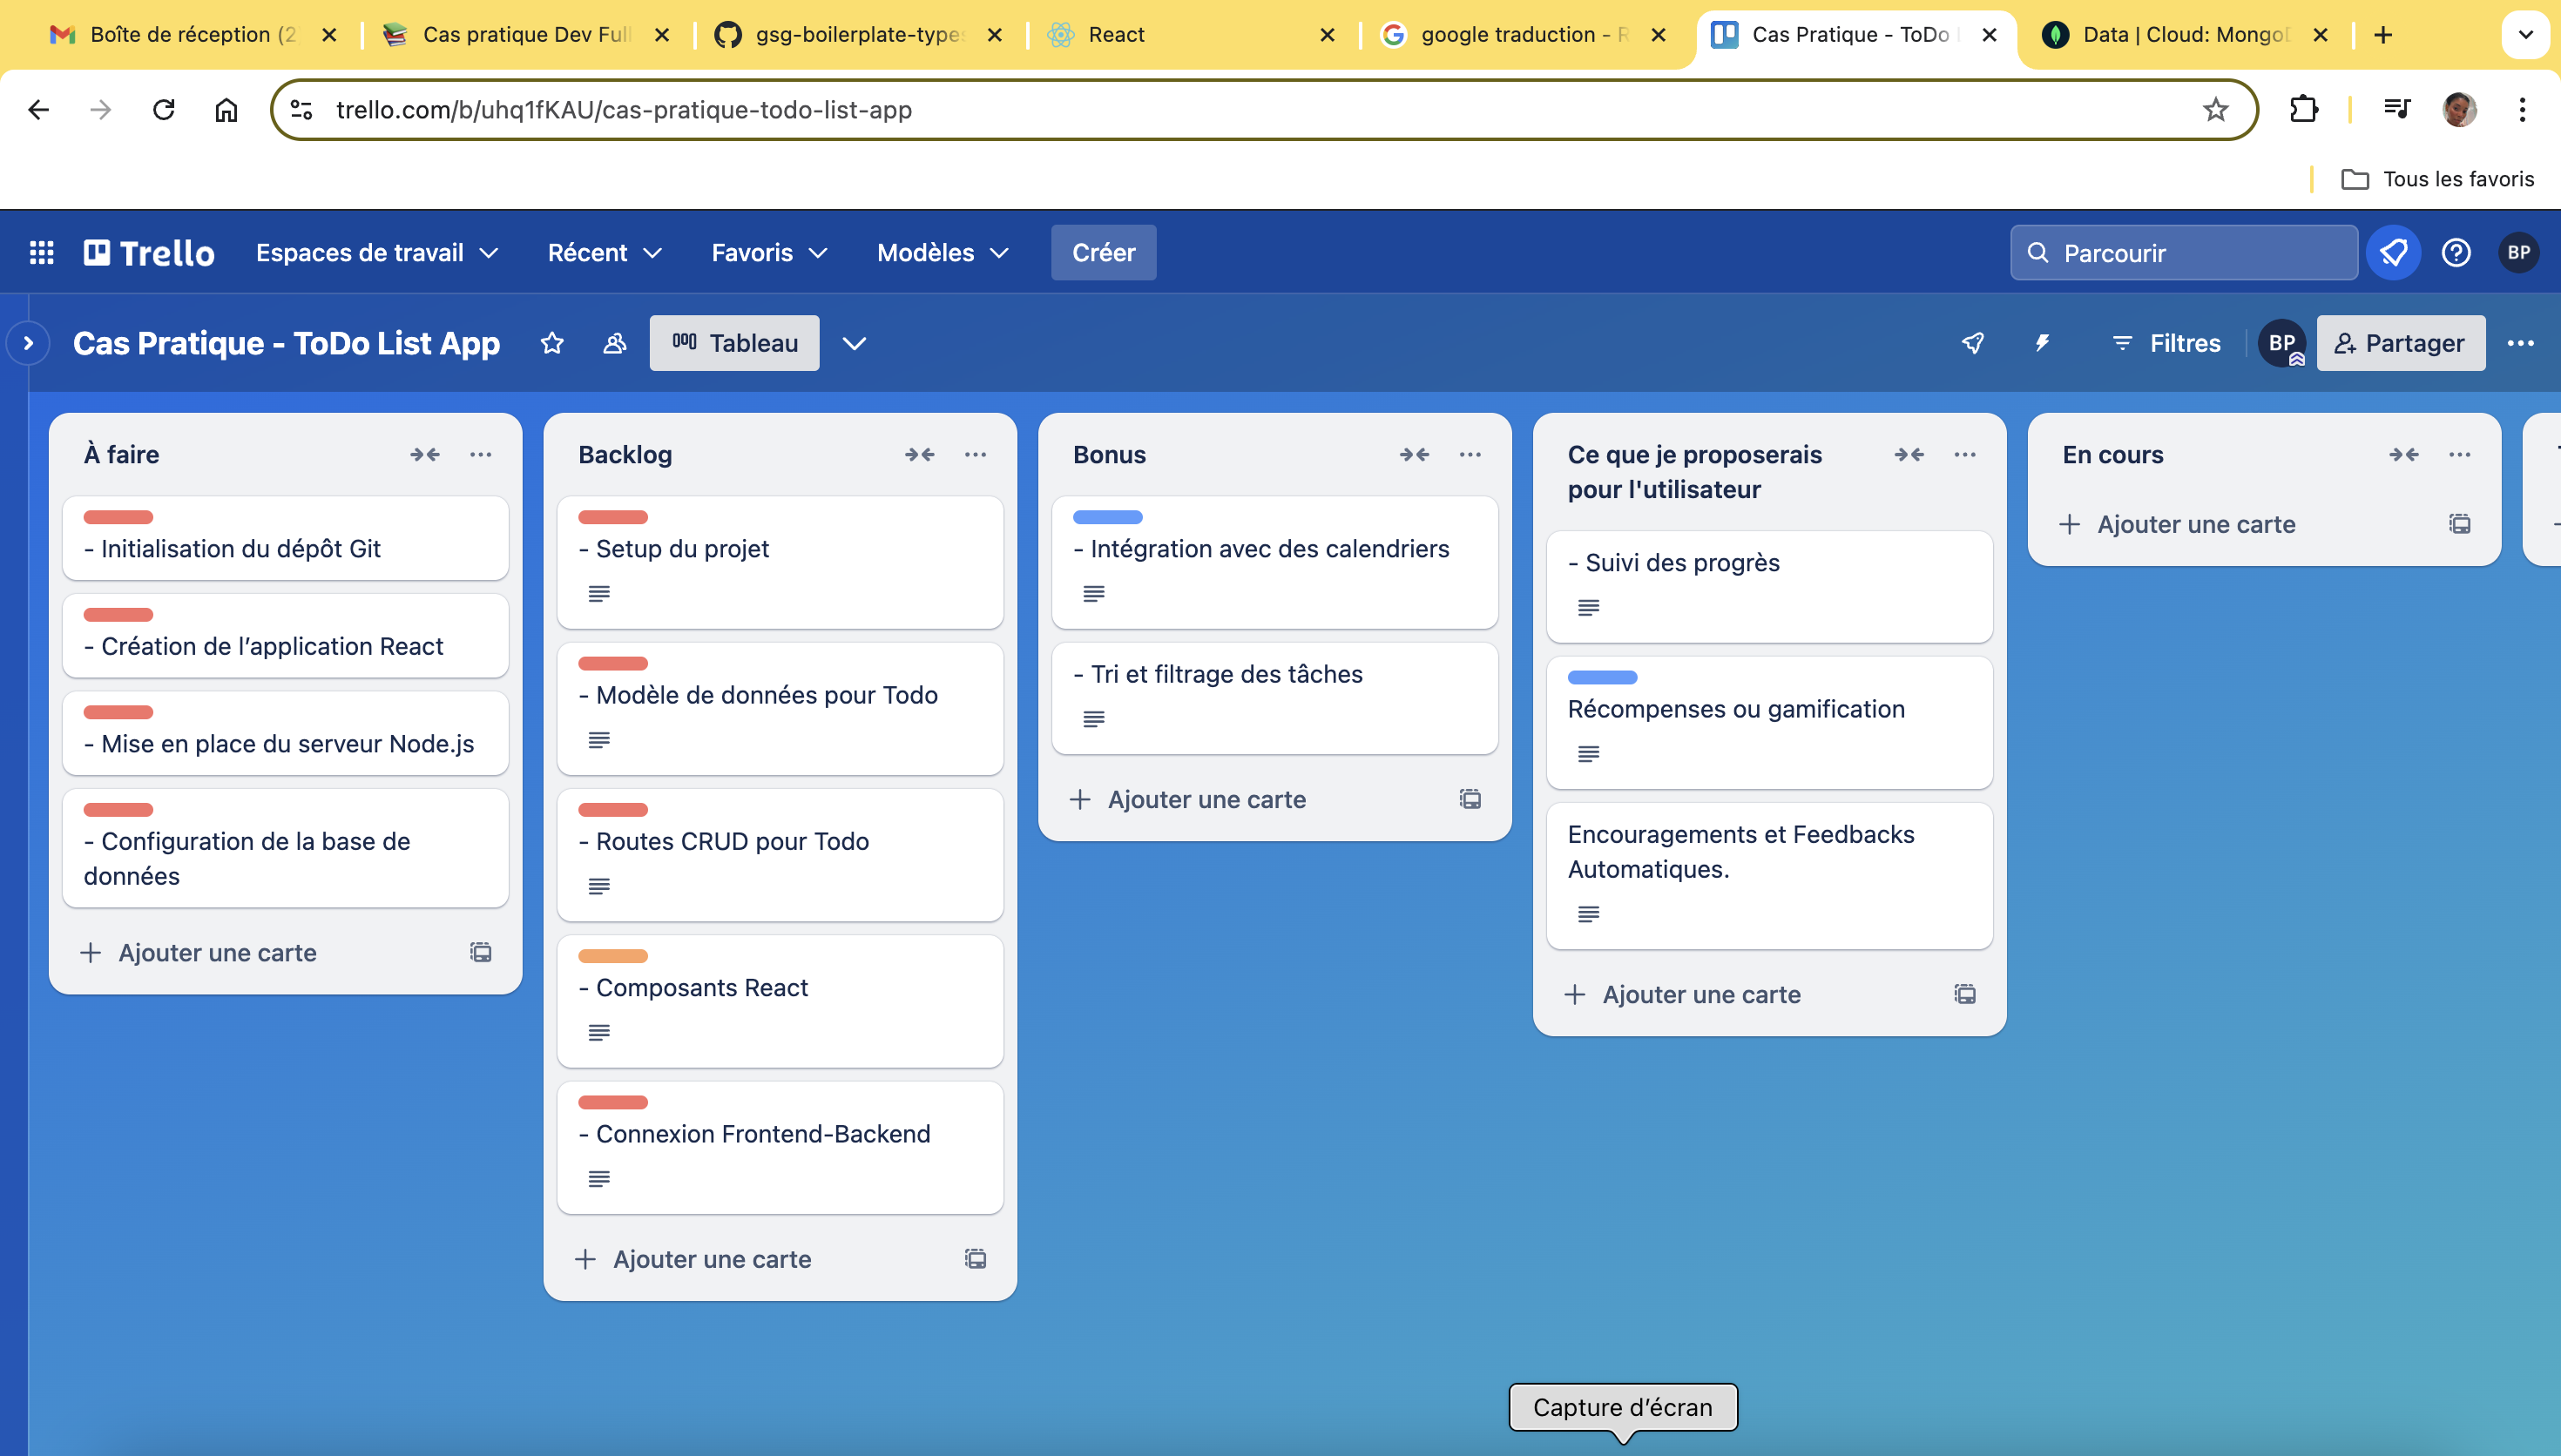 Boîte de réception (2
Cas pratique Dev Full
gsg-boilerplate-types
React
google traduction - R
Cas Pratique - ToDo
Data | Cloud: MongoD
trello.com/b/uhq1fKAU/cas-pratique-todo-list-app
Tous les favoris
Trello
Espaces de travail
Récent
Favoris
Modèles
Créer
Parcourir
BP
Cas Pratique - ToDo List App
Tableau
Filtres
BP
Partager
À faire
- Initialisation du dépôt Git
- Création de l’application React
- Mise en place du serveur Node.js
- Configuration de la base de
données
Ajouter une carte
Backlog
- Setup du projet
- Modèle de données pour Todo
- Routes CRUD pour Todo
- Composants React
- Connexion Frontend-Backend
Ajouter une carte
Bonus
- Intégration avec des calendriers
- Tri et filtrage des tâches
Ajouter une carte
Ce que je proposerais
pour l'utilisateur
- Suivi des progrès
Récompenses ou gamification
Encouragements et Feedbacks
Automatiques.
Ajouter une carte
En cours
Ajouter une carte
Capture d’écran